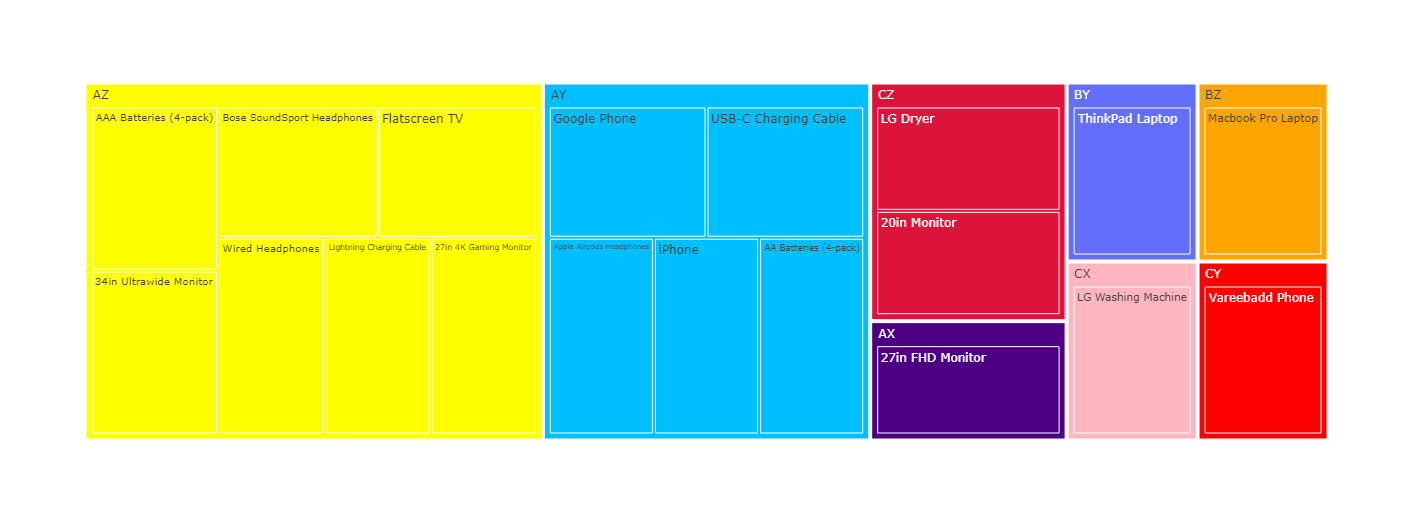 AZ
AAA Batteries (4-pack)
Bose SoundSport Headphones
Flatscreen TV
34in Ultrawide Monitor
Wired Headphones
Lightning Charging Cable
27in 4K Gaming Monitor
AY
Google Phone
USB-C Charging Cable
Apple Airpods Headphones
iPhone
AA Batteries (4-pack)
CZ
LG Dryer
20in Monitor
AX
27in FHD Monitor
BY
ThinkPad Laptop
BZ
Macbook Pro Laptop
CX
LG Washing Machine
CY
Vareebadd Phone